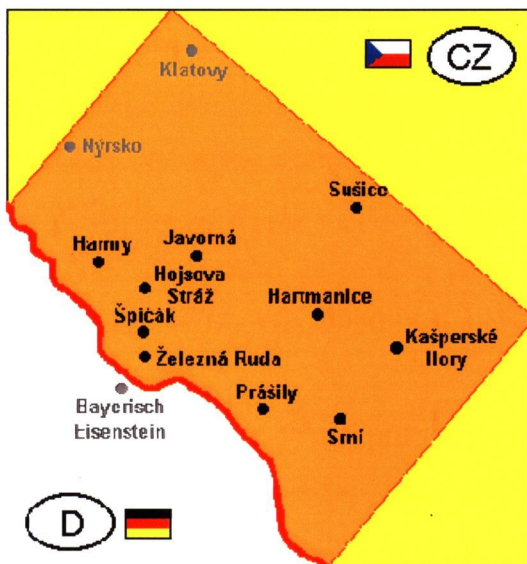 CZ
Klatovy
Nýrsko
Sušice
Javorná
Hamry
Hojsova
Stráž
Hartmanice
Špičák
Kašperské
Hory
Železná Ruda
Prášily
Bayerisch
Eisenstein
Srní
D